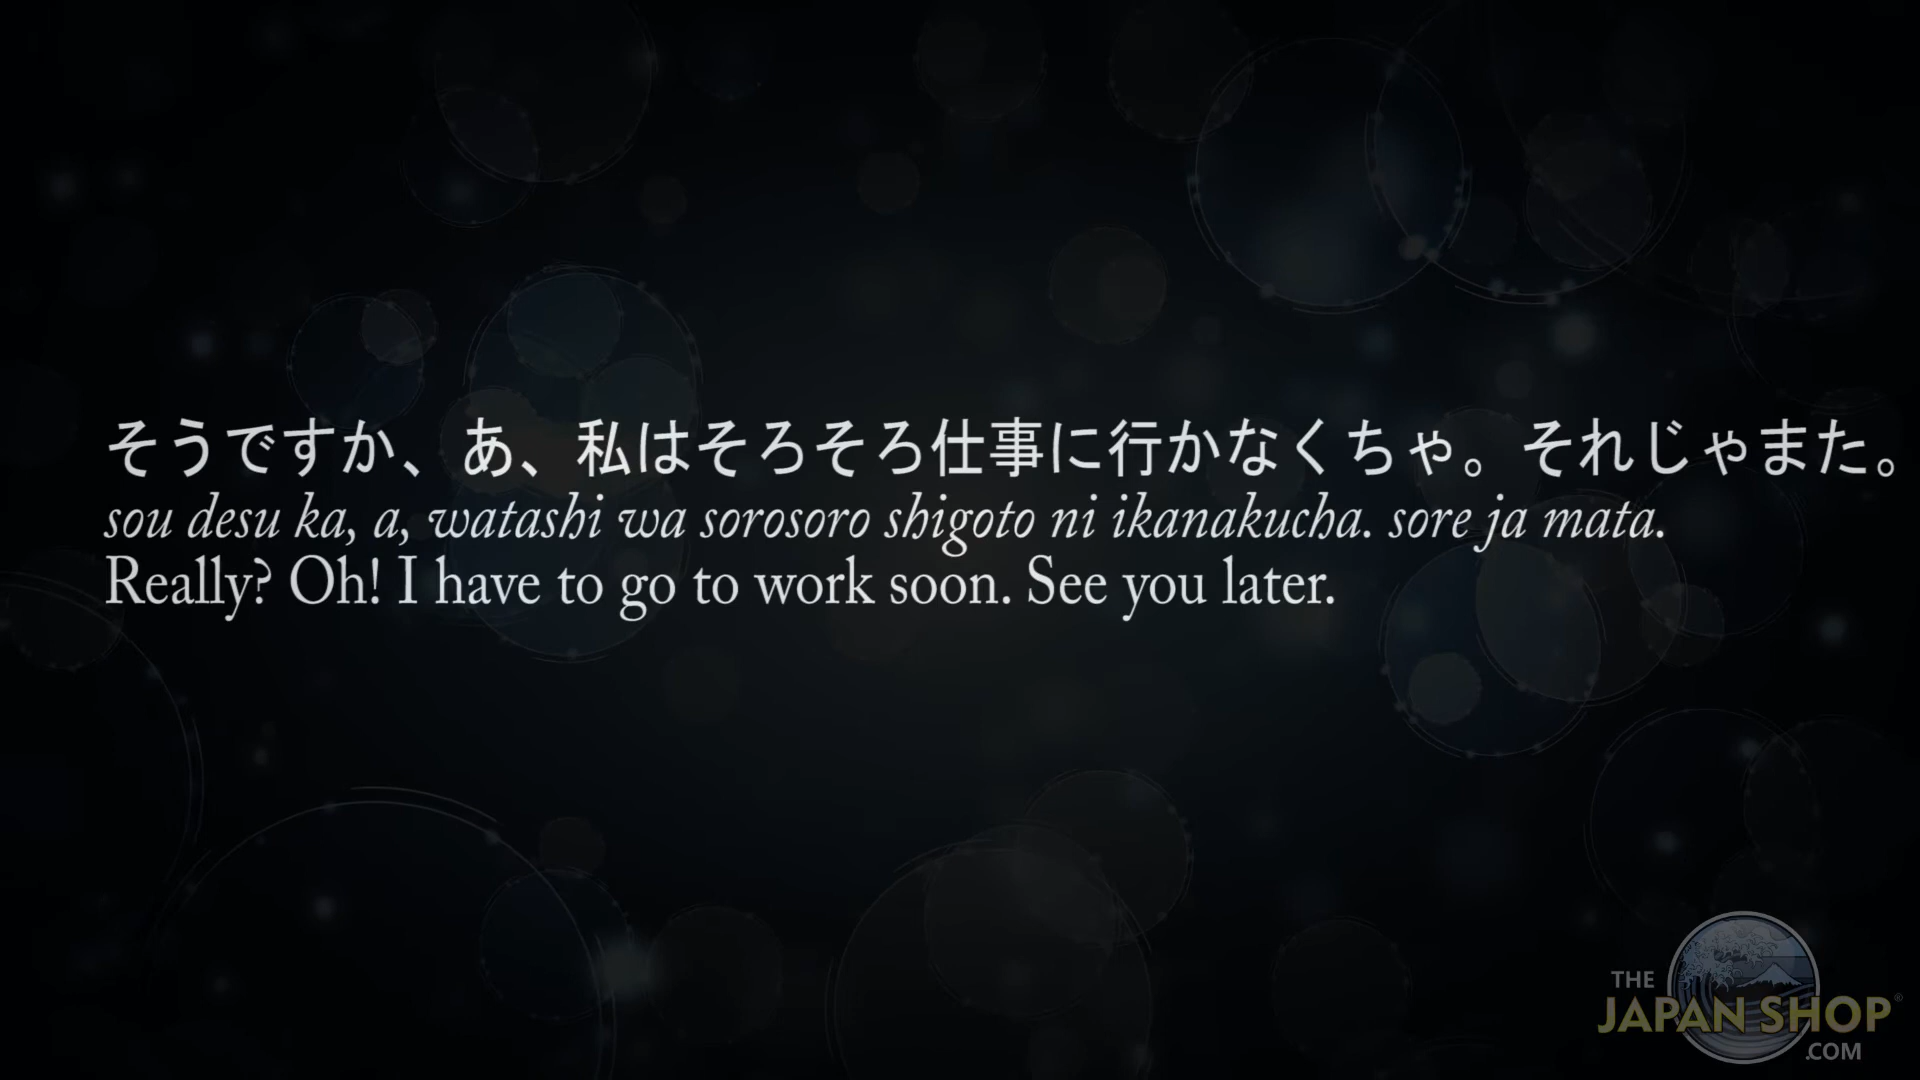 そうですか、あ、私はそろそろ仕事に行かなくちゃ。それじゃまた。
sou desu ka, a, watashi wa sorosoro shigoto ni ikanakucha. sore ja mata.
Really? Oh! I have to go to work soon. See you later.
THE
JAPAN SHOP®
.COM